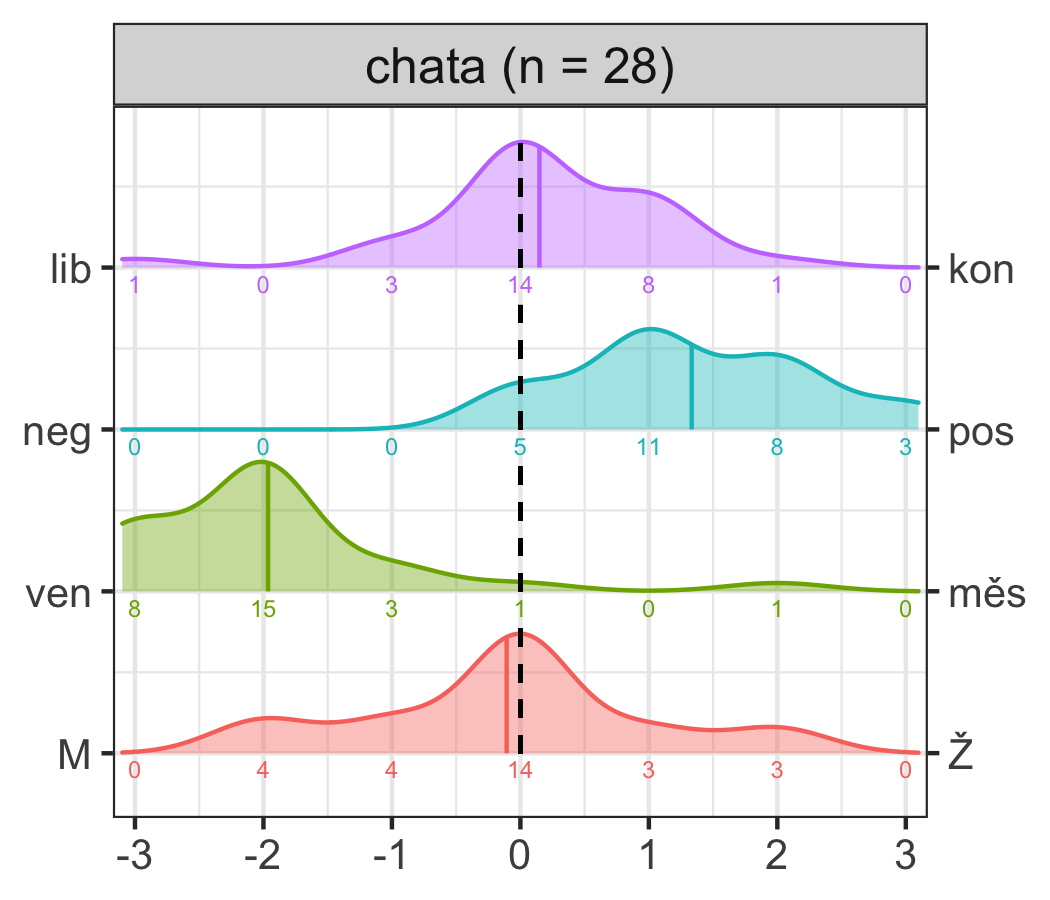 chata (n = 28)
lib kon
1 0 3 14 8 1 0
neg pos
0 0 0 5 11 8 3
ven měs
8 15 3 1 0 1 0
M Ž
0 4 4 14 3 3 0
-3 -2 -1 0 1 2 3